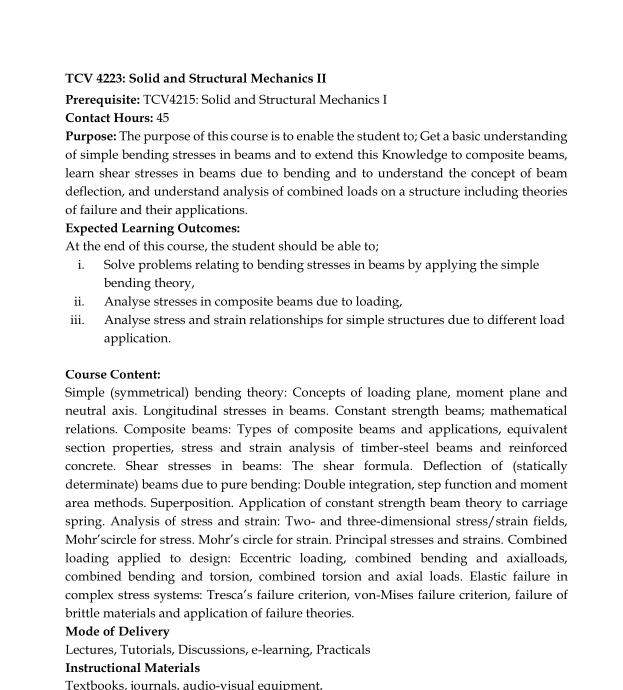 TCV 4223: Solid and Structural Mechanics II
Prerequisite: TCV4215: Solid and Structural Mechanics I
Contact Hours: 45
Purpose: The purpose of this course is to enable the student to; Get a basic understanding
of simple bending stresses in beams and to extend this Knowledge to composite beams,
learn shear stresses in beams due to bending and to understand the concept of beam
deflection, and understand analysis of combined loads on a structure including theories
of failure and their applications.
Expected Learning Outcomes:
At the end of this course, the student should be able to;
i. Solve problems relating to bending stresses in beams by applying the simple
bending theory,
ii. Analyse stresses in composite beams due to loading,
iii. Analyse stress and strain relationships for simple structures due to different load
application.
Course Content:
Simple (symmetrical) bending theory: Concepts of loading plane, moment plane and
neutral axis. Longitudinal stresses in beams. Constant strength beams; mathematical
relations. Composite beams: Types of composite beams and applications, equivalent
section properties, stress and strain analysis of timber-steel beams and reinforced
concrete. Shear stresses in beams: The shear formula. Deflection of (statically
determinate) beams due to pure bending: Double integration, step function and moment
area methods. Superposition. Application of constant strength beam theory to carriage
spring. Analysis of stress and strain: Two- and three-dimensional stress/strain fields,
Mohr'scircle for stress. Mohr's circle for strain. Principal stresses and strains. Combined
loading applied to design: Eccentric loading, combined bending and axialloads,
combined bending and torsion, combined torsion and axial loads. Elastic failure in
complex stress systems: Tresca's failure criterion, von-Mises failure criterion, failure of
brittle materials and application of failure theories.
Mode of Delivery
Lectures, Tutorials, Discussions, e-learning, Practicals
Instructional Materials
Textbooks, journals, audio-visual equipment,